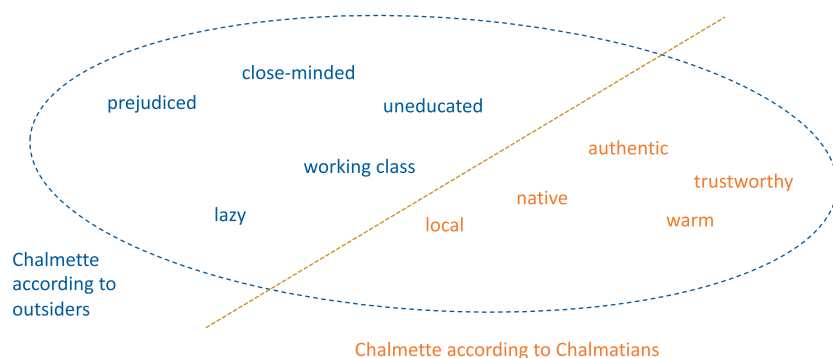 close-minded
prejudiced
uneducated
authentic
working class
trustworthy
native
lazy
local
warm
Chalmette
according to
outsiders
Chalmette according to Chalmatians